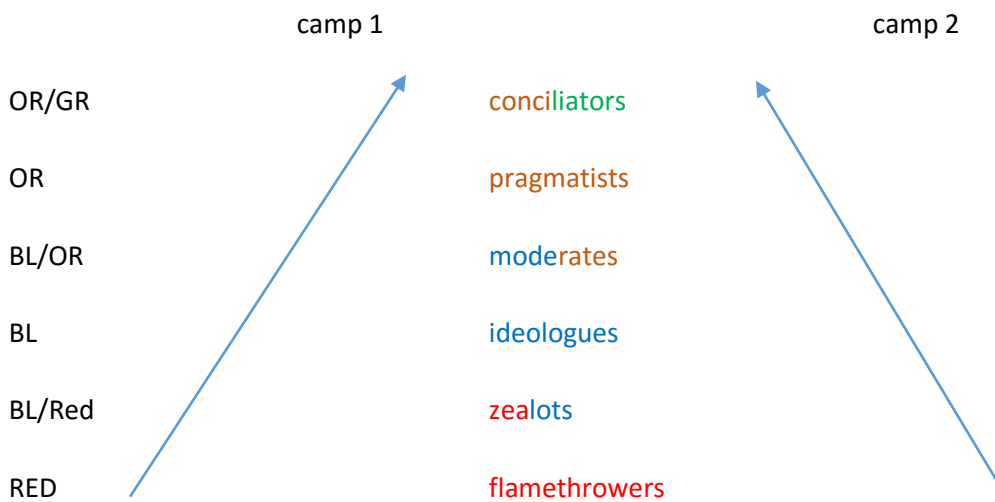 camp 1 camp 2
OR/GR conciliators
OR pragmatists
BL/OR moderates
BL ideologues
BL/Red zealots
RED flamethrowers